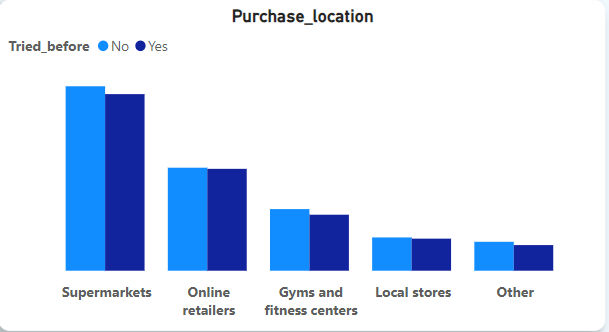 Purchase_location
Tried_before No Yes
Supermarkets
Online
retailers
Gyms and
fitness centers
Local stores
Other